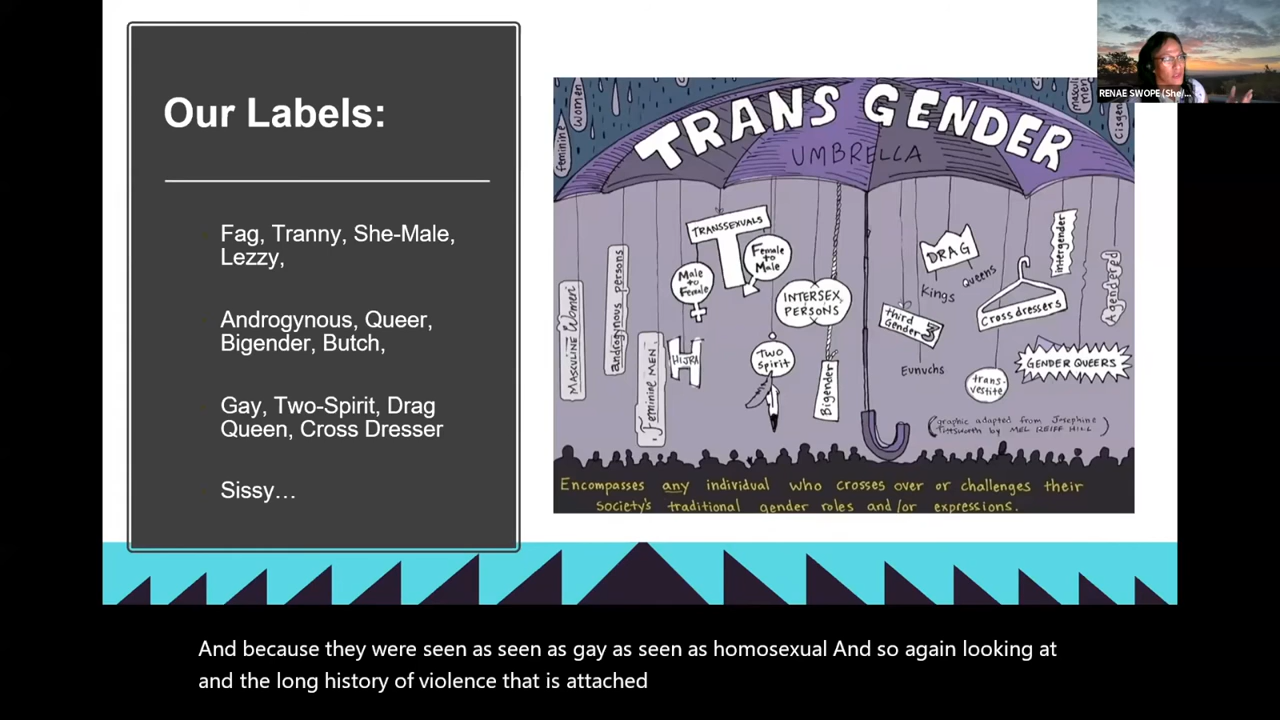 Our Labels:
Fag, Tranny, She-Male,
Lezzy,
Androgynous, Queer,
Bigender, Butch,
Gay, Two-Spirit, Drag
Queen, Cross Dresser
Sissy…
feminine women
masculine men
Cisgen
TRANS GENDER
UMBRELLA
MASCULINE Women
androgynous persons
Feminine MEN
TRANSSEXUALS
T
Male
to
Female
Female
to
Male
HIJRA
INTERSEX
PERSONS
TWO
Spirit
Bigender
DRAG
Kings
Queens
third
Gender
3
Eunuchs
Cross dressers
trans-
vestite
intergender
Agendered
GENDER QUEERS
(graphic adapted from Josephine
by MEL REIFF HILL)
Encompasses any individual who crosses over or challenges their
society's traditional gender roles and/or expressions.
RENAE SWOPE (She/...
And because they were seen as seen as gay as seen as homosexual And so again looking at
and the long history of violence that is attached